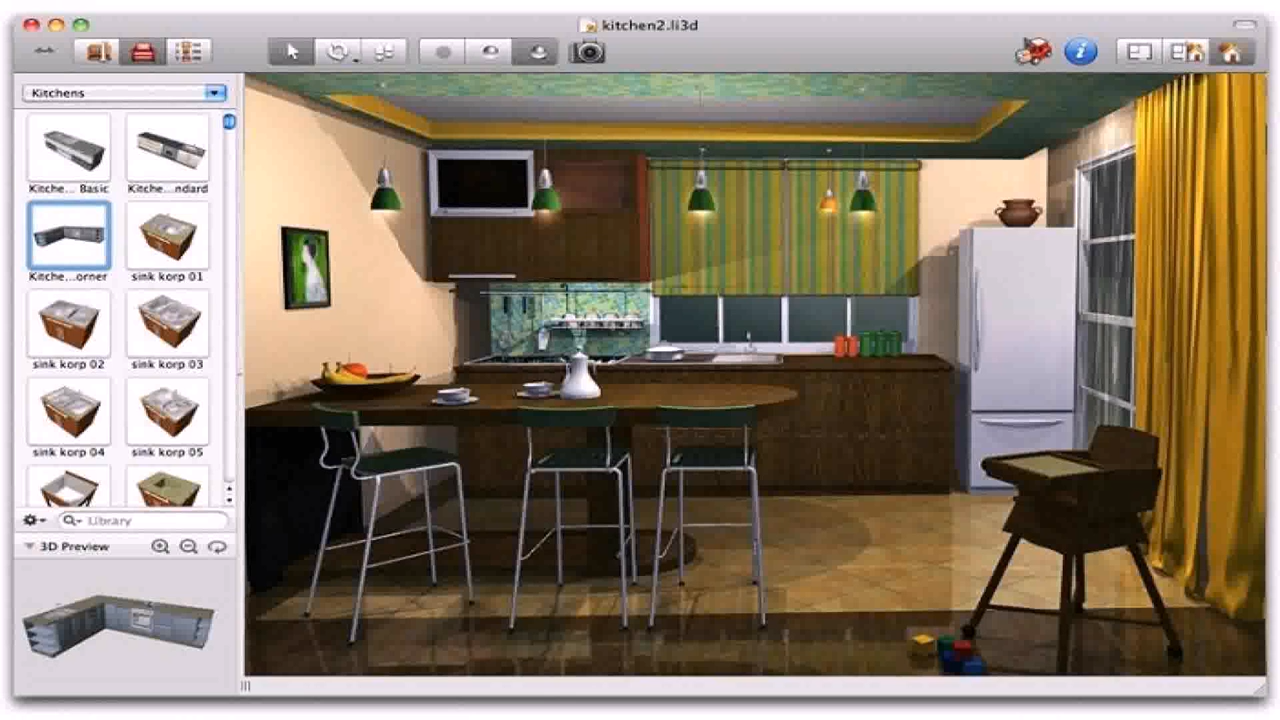 kitchen2.li3d
Kitchens
Kitche... Basic
Kitche...ndard
Kitche...orner
sink korp 01
sink korp 02
sink korp 03
sink korp 04
sink korp 05
Library
3D Preview